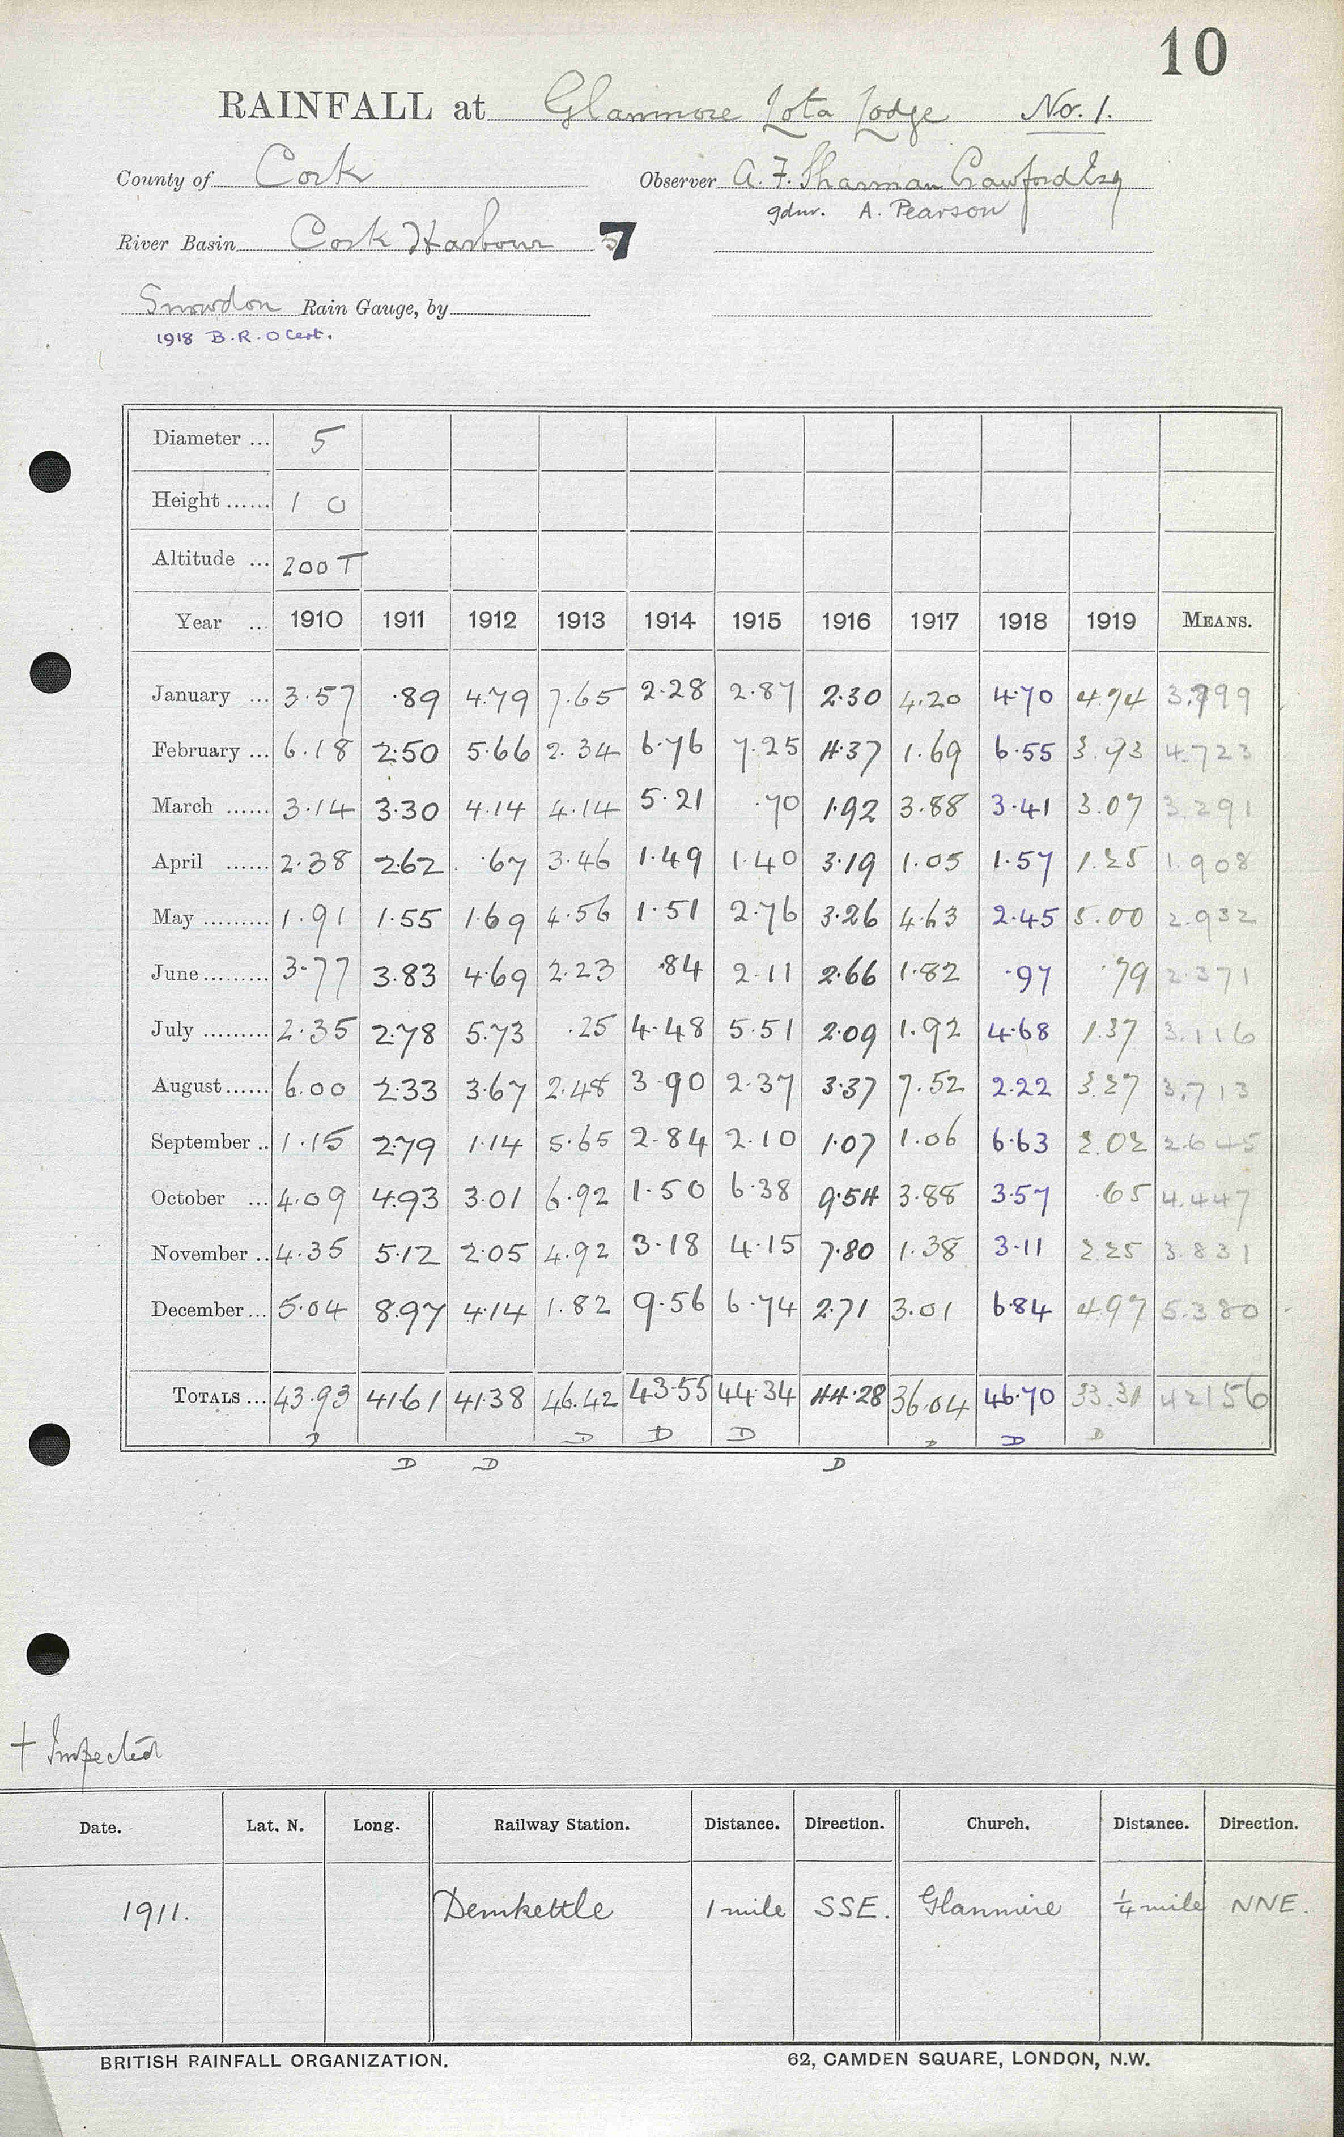 10
RAINFALL at Glanmore Lota Lodge No. 1.
County of Cork Observer A. F. Sharman Crawford Esq
gdnr. A. Pearson
River Basin Cork Harbour 7
Snowdon Rain Gauge, by
1918 B.R.O Cert.
Diameter ... 5
Height ...... 1 0
Altitude ... 200 T
Year ... 1910 1911 1912 1913 1914 1915 1916 1917 1918 1919 MEANS.
January ... 3.57 .89 4.79 7.65 2.28 2.87 2.30 4.20 4.70 4.74 3.799
February ... 6.18 2.50 5.66 2.34 6.76 7.25 4.37 1.69 6.55 3.93 4.723
March ...... 3.14 3.30 4.14 4.14 5.21 .70 1.92 3.88 3.41 3.07 3.291
April ...... 2.38 2.62 .67 3.46 1.49 1.40 3.19 1.05 1.57 1.25 1.908
May ......... 1.91 1.55 1.69 4.56 1.51 2.76 3.26 4.63 2.45 5.00 2.932
June ......... 3.77 3.83 4.69 2.23 .84 2.11 2.66 1.82 .97 .79 2.371
July ......... 2.35 2.78 5.73 .25 4.48 5.51 2.09 1.92 4.68 1.37 3.116
August ...... 6.00 2.33 3.67 2.48 3.90 2.37 3.37 7.52 2.22 3.27 3.713
September .. 1.15 2.79 1.14 5.65 2.84 2.10 1.07 1.06 6.63 2.02 2.645
October ... 4.09 4.93 3.01 6.92 1.50 6.38 9.54 3.88 3.57 .65 4.447
November .. 4.35 5.12 2.05 4.92 3.18 4.15 7.80 1.38 3.11 2.25 3.831
December ... 5.04 8.97 4.14 1.82 9.56 6.74 2.71 3.01 6.84 4.97 5.380
TOTALS ... 43.93 41.61 41.38 46.42 43.55 44.34 44.28 36.04 46.70 33.31 42.156
D D D D D D D
D D D
+ Inspected
Date. Lat. N. Long. Railway Station. Distance. Direction. Church. Distance. Direction.
1911. Dunkettle 1 mile SSE. Glanmire ¼ mile NNE.
BRITISH RAINFALL ORGANIZATION. 62, CAMDEN SQUARE, LONDON, N.W.